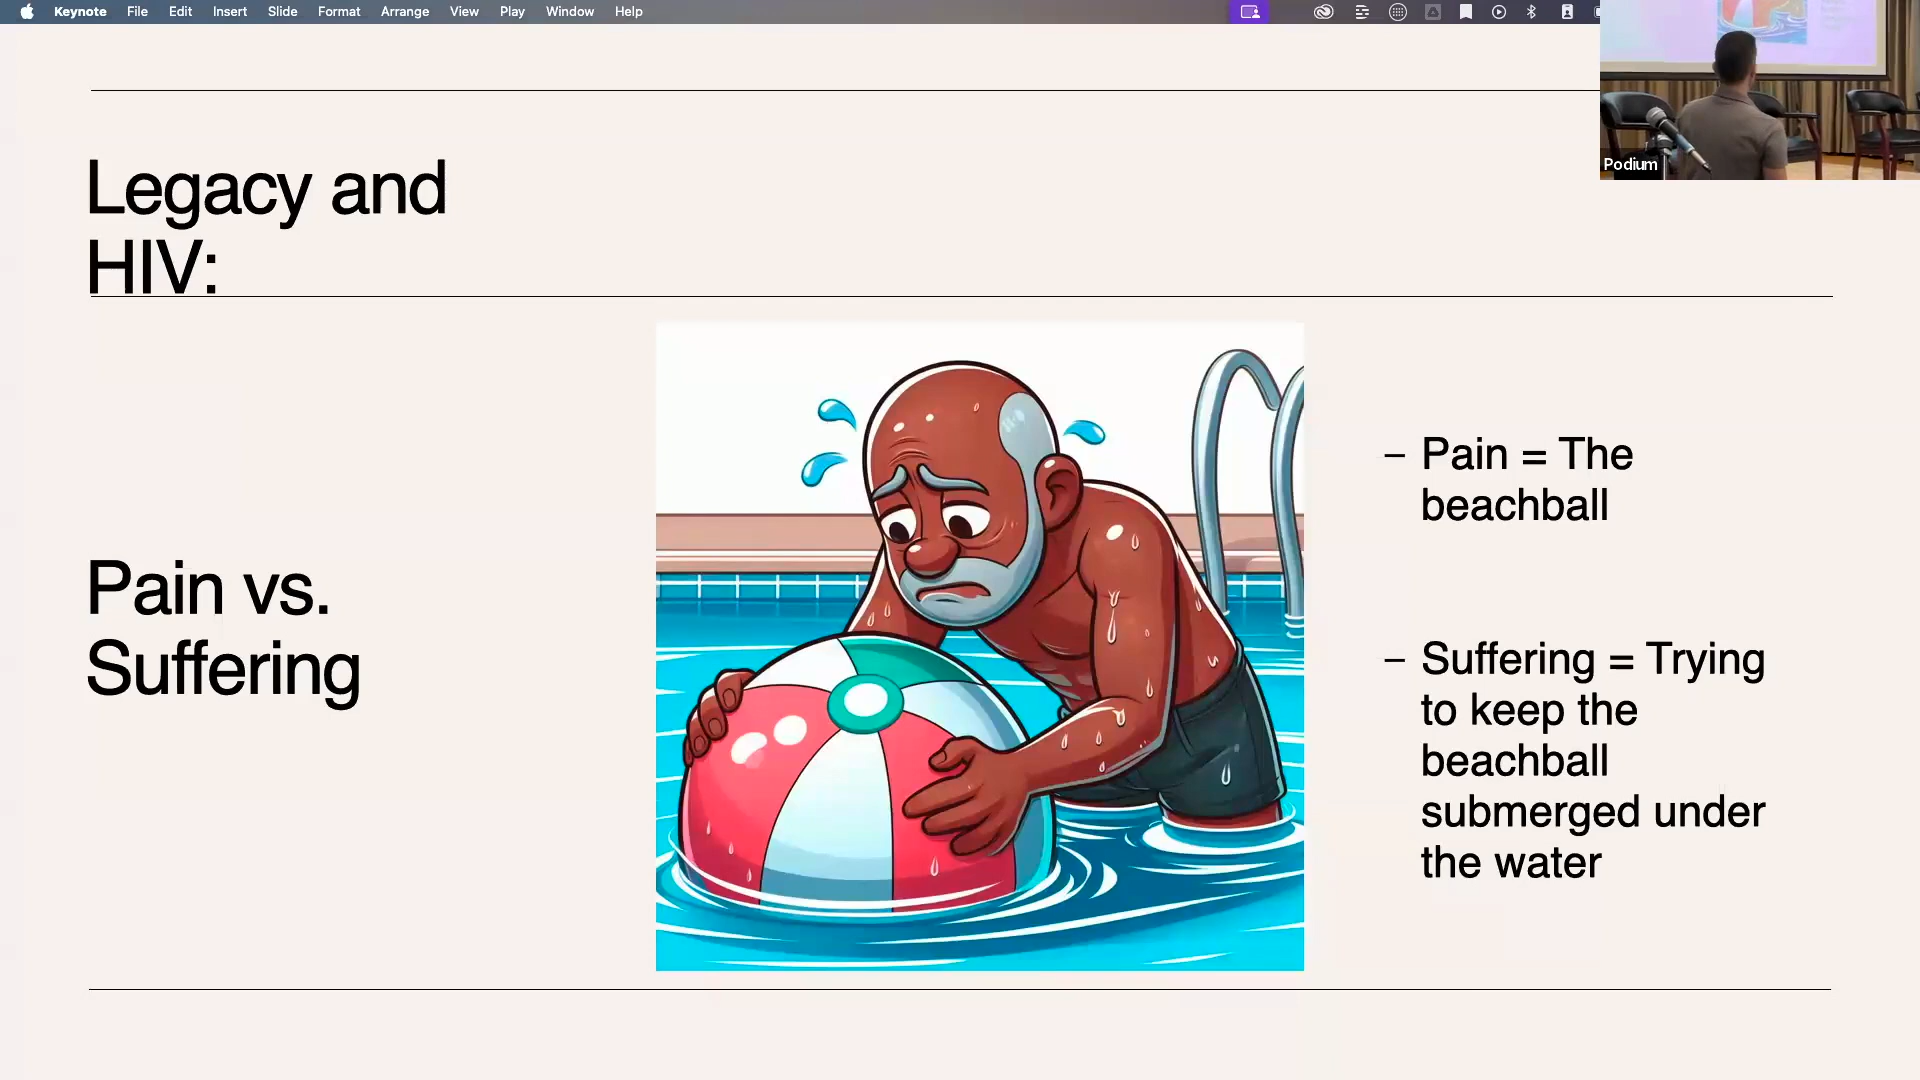 Keynote File Edit Insert Slide Format Arrange View Play Window Help
Podium
Legacy and
HIV:
Pain vs.
Suffering
– Pain = The
beachball
– Suffering = Trying
to keep the
beachball
submerged under
the water